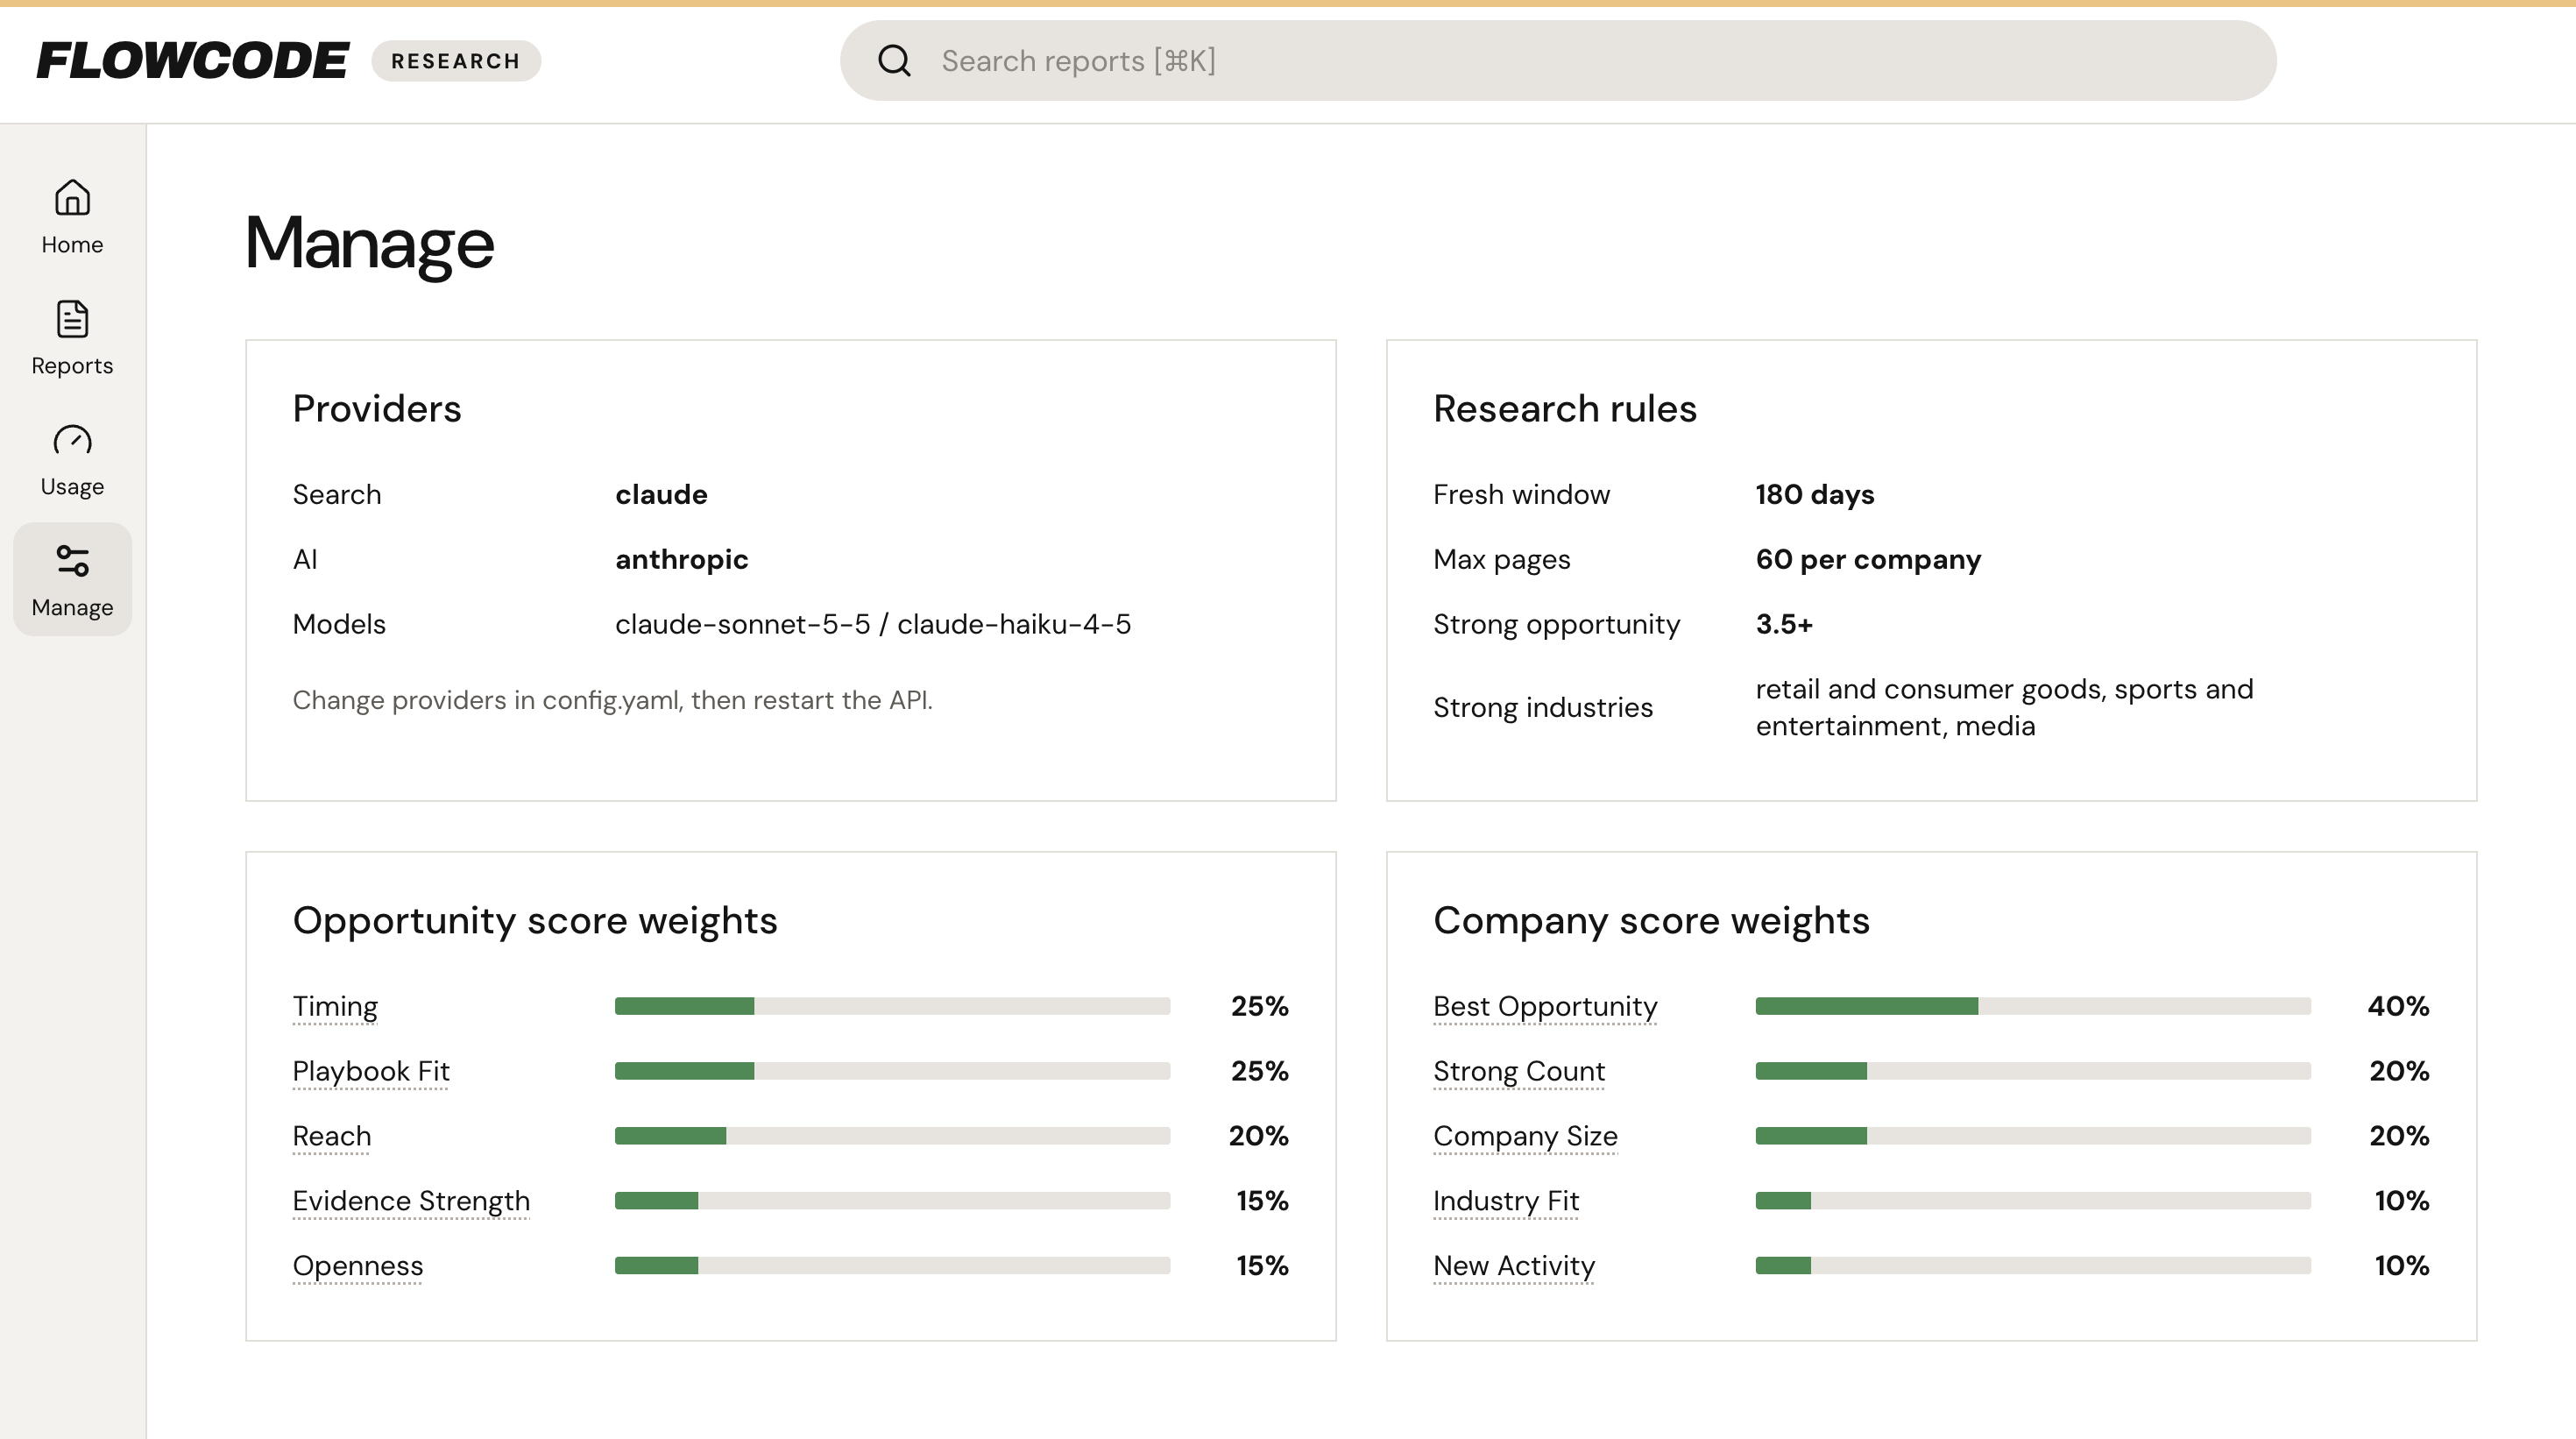 FLOWCODE RESEARCH
Search reports [⌘K]
Home
Reports
Usage
Manage
Manage
Providers
Search claude
AI anthropic
Models claude-sonnet-5-5 / claude-haiku-4-5
Change providers in config.yaml, then restart the API.
Research rules
Fresh window 180 days
Max pages 60 per company
Strong opportunity 3.5+
Strong industries retail and consumer goods, sports and
entertainment, media
Opportunity score weights
Timing 25%
Playbook Fit 25%
Reach 20%
Evidence Strength 15%
Openness 15%
Company score weights
Best Opportunity 40%
Strong Count 20%
Company Size 20%
Industry Fit 10%
New Activity 10%